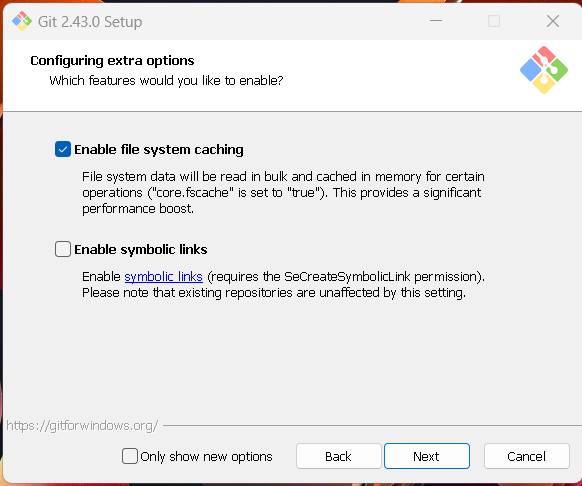 Git 2.43.0 Setup
Configuring extra options
Which features would you like to enable?
Enable file system caching
File system data will be read in bulk and cached in memory for certain
operations ("core.fscache" is set to "true"). This provides a significant
performance boost.
Enable symbolic links
Enable symbolic links (requires the SeCreateSymbolicLink permission).
Please note that existing repositories are unaffected by this setting.
https://gitforwindows.org/
Only show new options
Back
Next
Cancel